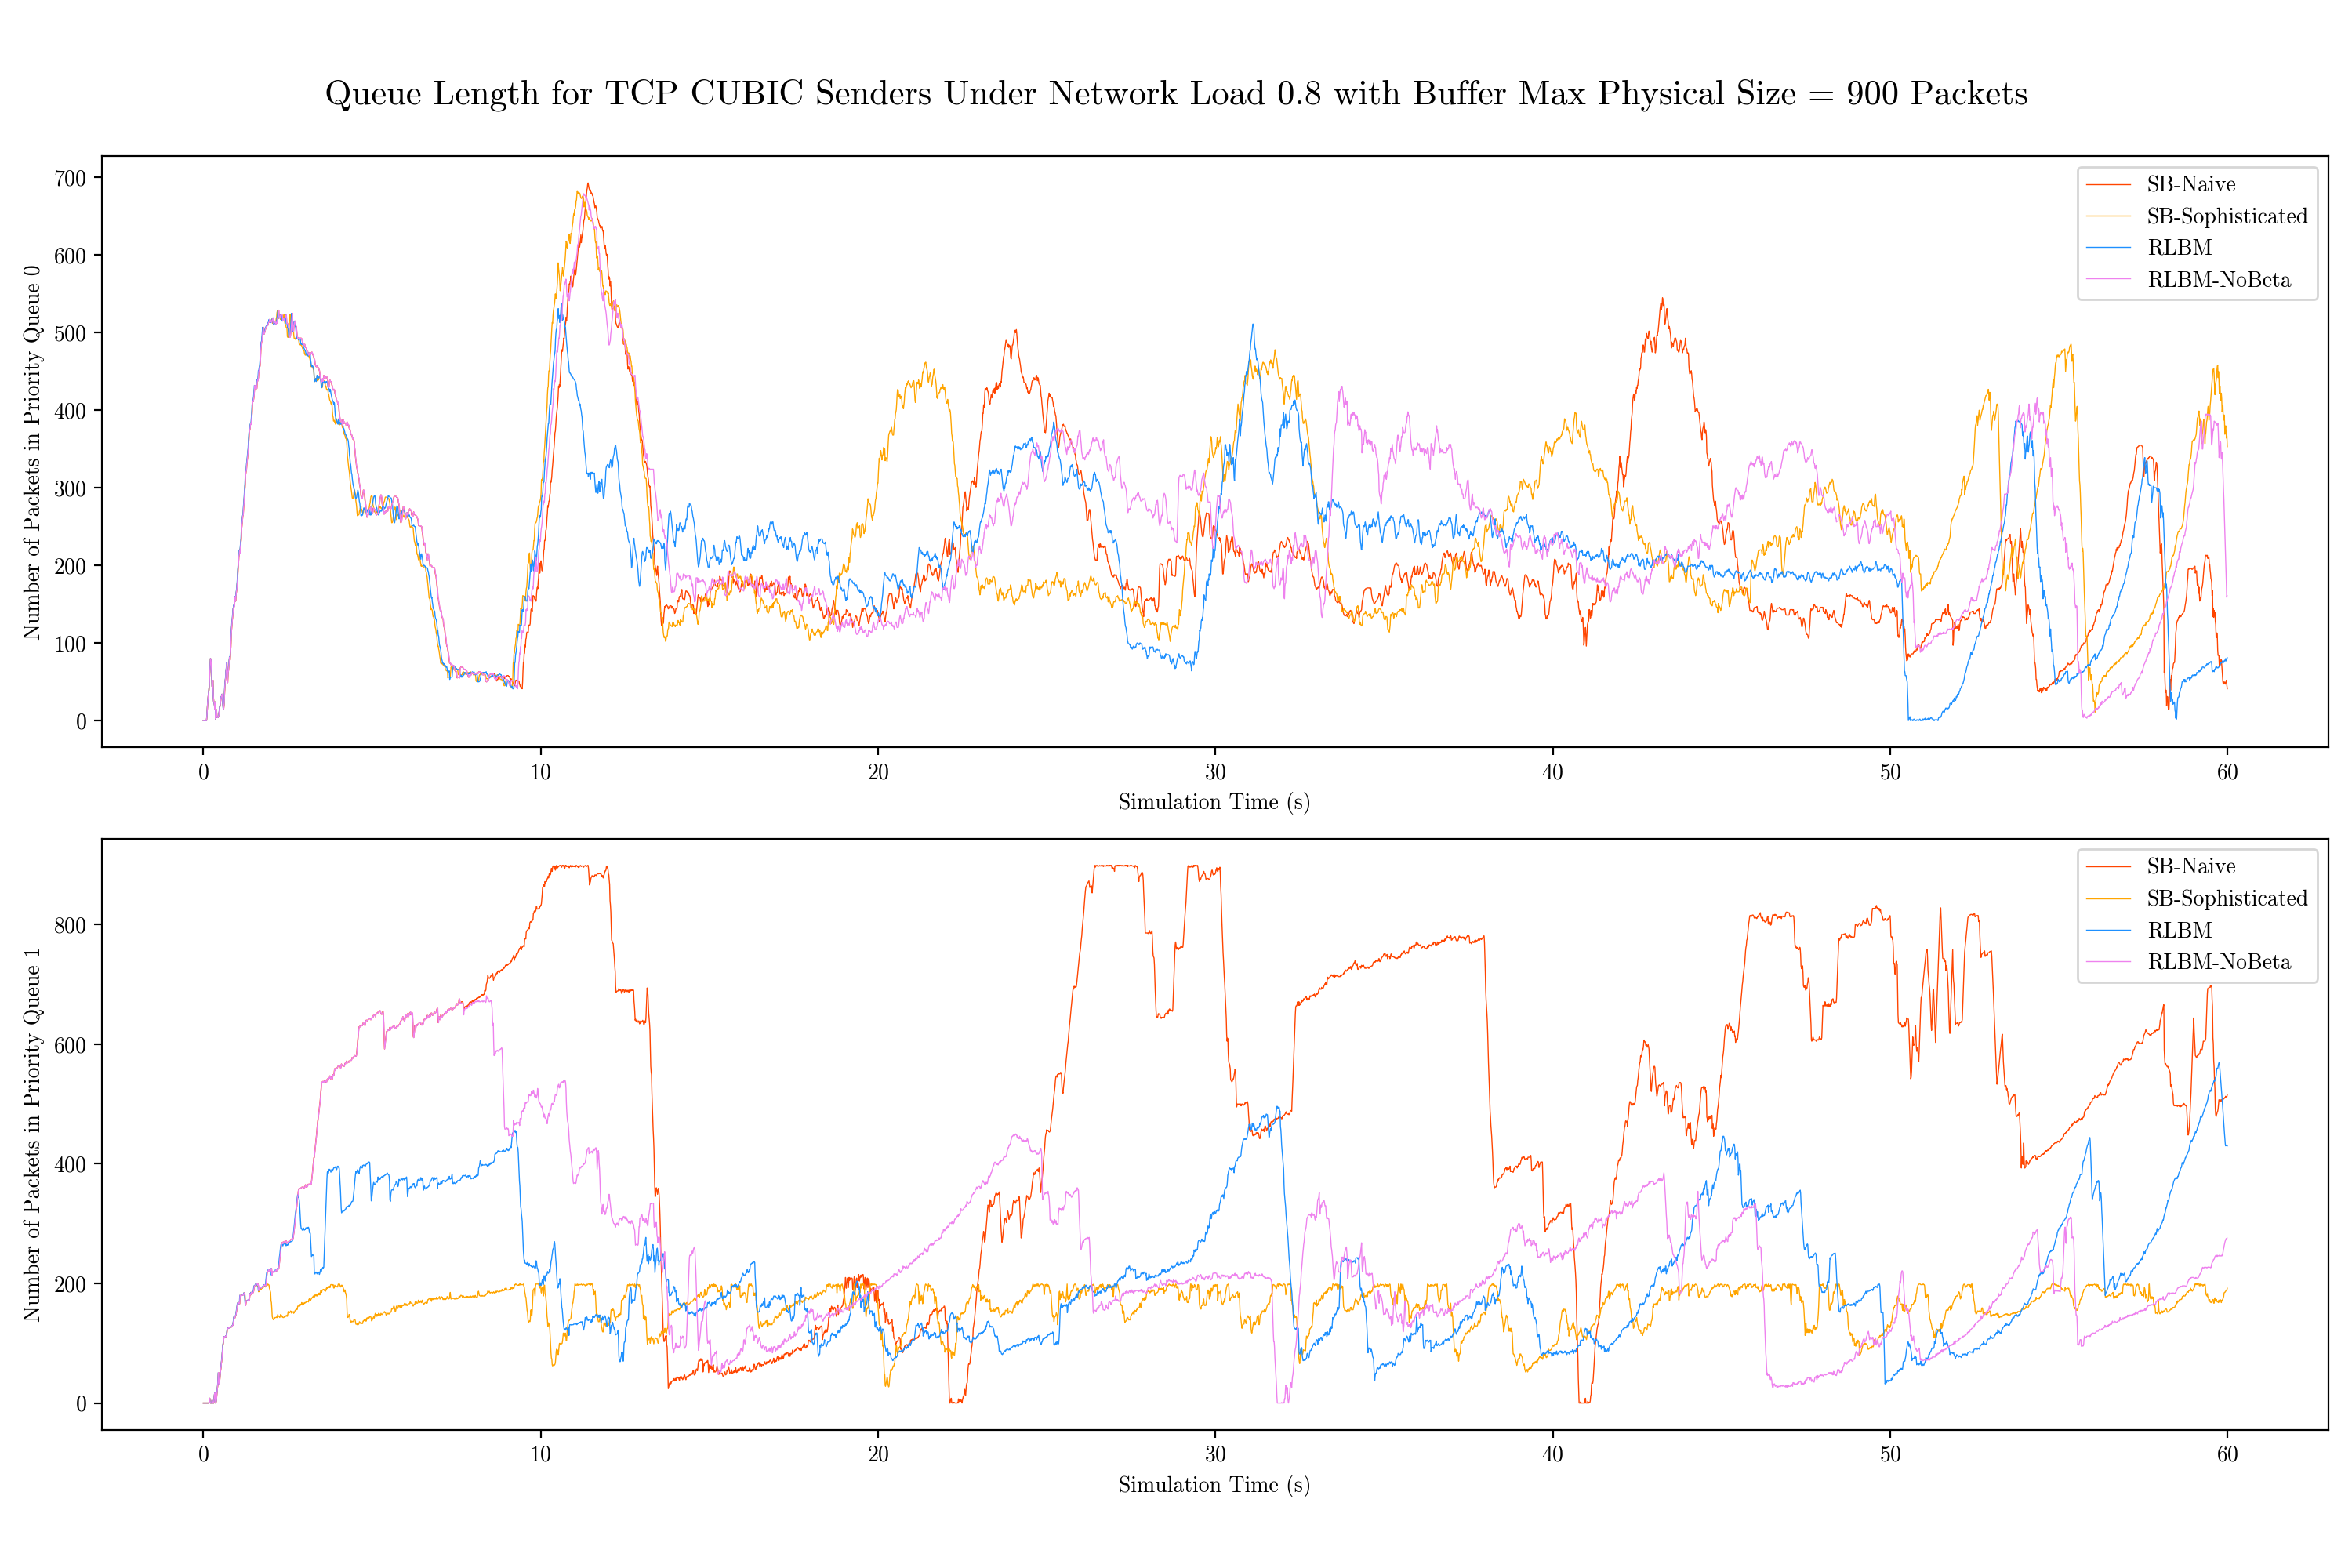 Queue Length for TCP CUBIC Senders Under Network Load 0.8 with Buffer Max Physical Size = 900 Packets
Number of Packets in Priority Queue 0
700
600
500
400
300
200
100
0
SB-Naive
SB-Sophisticated
RLBM
RLBM-NoBeta
0 10 20 30 40 50 60
Simulation Time (s)
Number of Packets in Priority Queue 1
800
600
400
200
0
SB-Naive
SB-Sophisticated
RLBM
RLBM-NoBeta
0 10 20 30 40 50 60
Simulation Time (s)